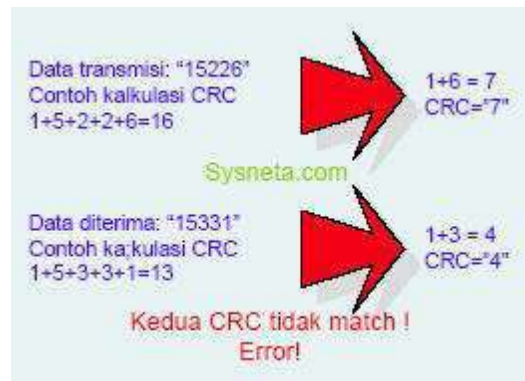 Data transmisi: “15226”
Contoh kalkulasi CRC
1+5+2+2+6=16
1+6 = 7
CRC=“7”
Sysneta.com
Data diterima: “15331”
Contoh ka;kulasi CRC
1+5+3+3+1=13
1+3 = 4
CRC=“4”
Kedua CRC tidak match !
Error!